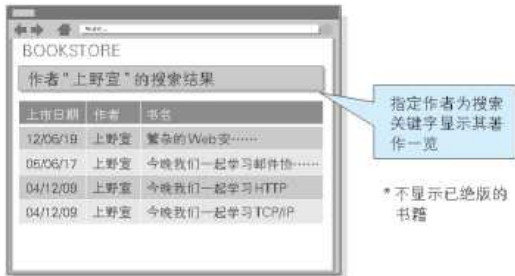 BOOKSTORE
作者"上野宣"的搜索结果
上市日期 作者 书名
12/06/19 上野宣 繁杂的Web安……
06/06/17 上野宣 今晚我们一起学习邮件协……
04/12/09 上野宣 今晚我们一起学习HTTP
04/12/09 上野宣 今晚我们一起学习TCP/IP
指定作者为搜索
关键字显示其著
作一览
*不显示已绝版的
书籍